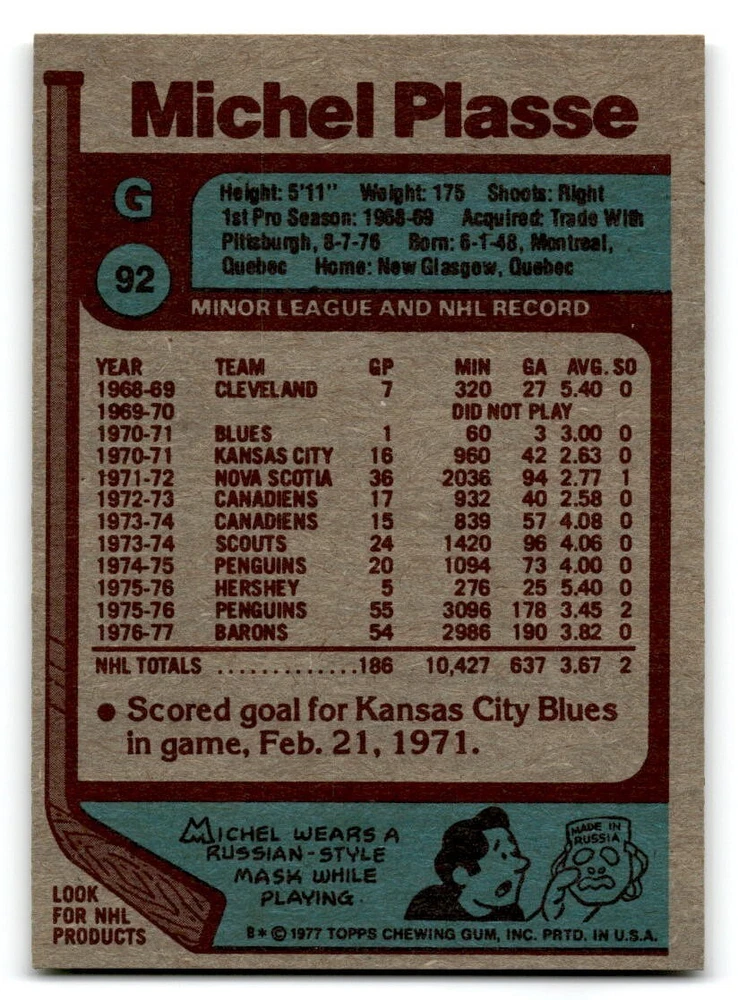 Michel Plasse
G
Height: 5'11" Weight: 175 Shoots: Right
1st Pro Season: 1968-69 Acquired: Trade With
Pittsburgh, 8-7-76 Born: 6-1-48, Montreal,
Quebec Home: New Glasgow, Quebec
92
MINOR LEAGUE AND NHL RECORD
YEAR TEAM GP MIN GA AVG. SO
1968-69 CLEVELAND 7 320 27 5.40 0
1969-70 DID NOT PLAY
1970-71 BLUES 1 60 3 3.00 0
1970-71 KANSAS CITY 16 960 42 2.63 0
1971-72 NOVA SCOTIA 36 2036 94 2.77 1
1972-73 CANADIENS 17 932 40 2.58 0
1973-74 CANADIENS 15 839 57 4.08 0
1973-74 SCOUTS 24 1420 96 4.06 0
1974-75 PENGUINS 20 1094 73 4.00 0
1975-76 HERSHEY 5 276 25 5.40 0
1975-76 PENGUINS 55 3096 178 3.45 2
1976-77 BARONS 54 2986 190 3.82 0
NHL TOTALS .............186 10,427 637 3.67 2
● Scored goal for Kansas City Blues
in game, Feb. 21, 1971.
MICHEL WEARS A
RUSSIAN-STYLE
MASK WHILE
PLAYING.
MADE IN
RUSSIA
LOOK
FOR NHL
PRODUCTS
B* © 1977 TOPPS CHEWING GUM, INC. PRTD. IN U.S.A.